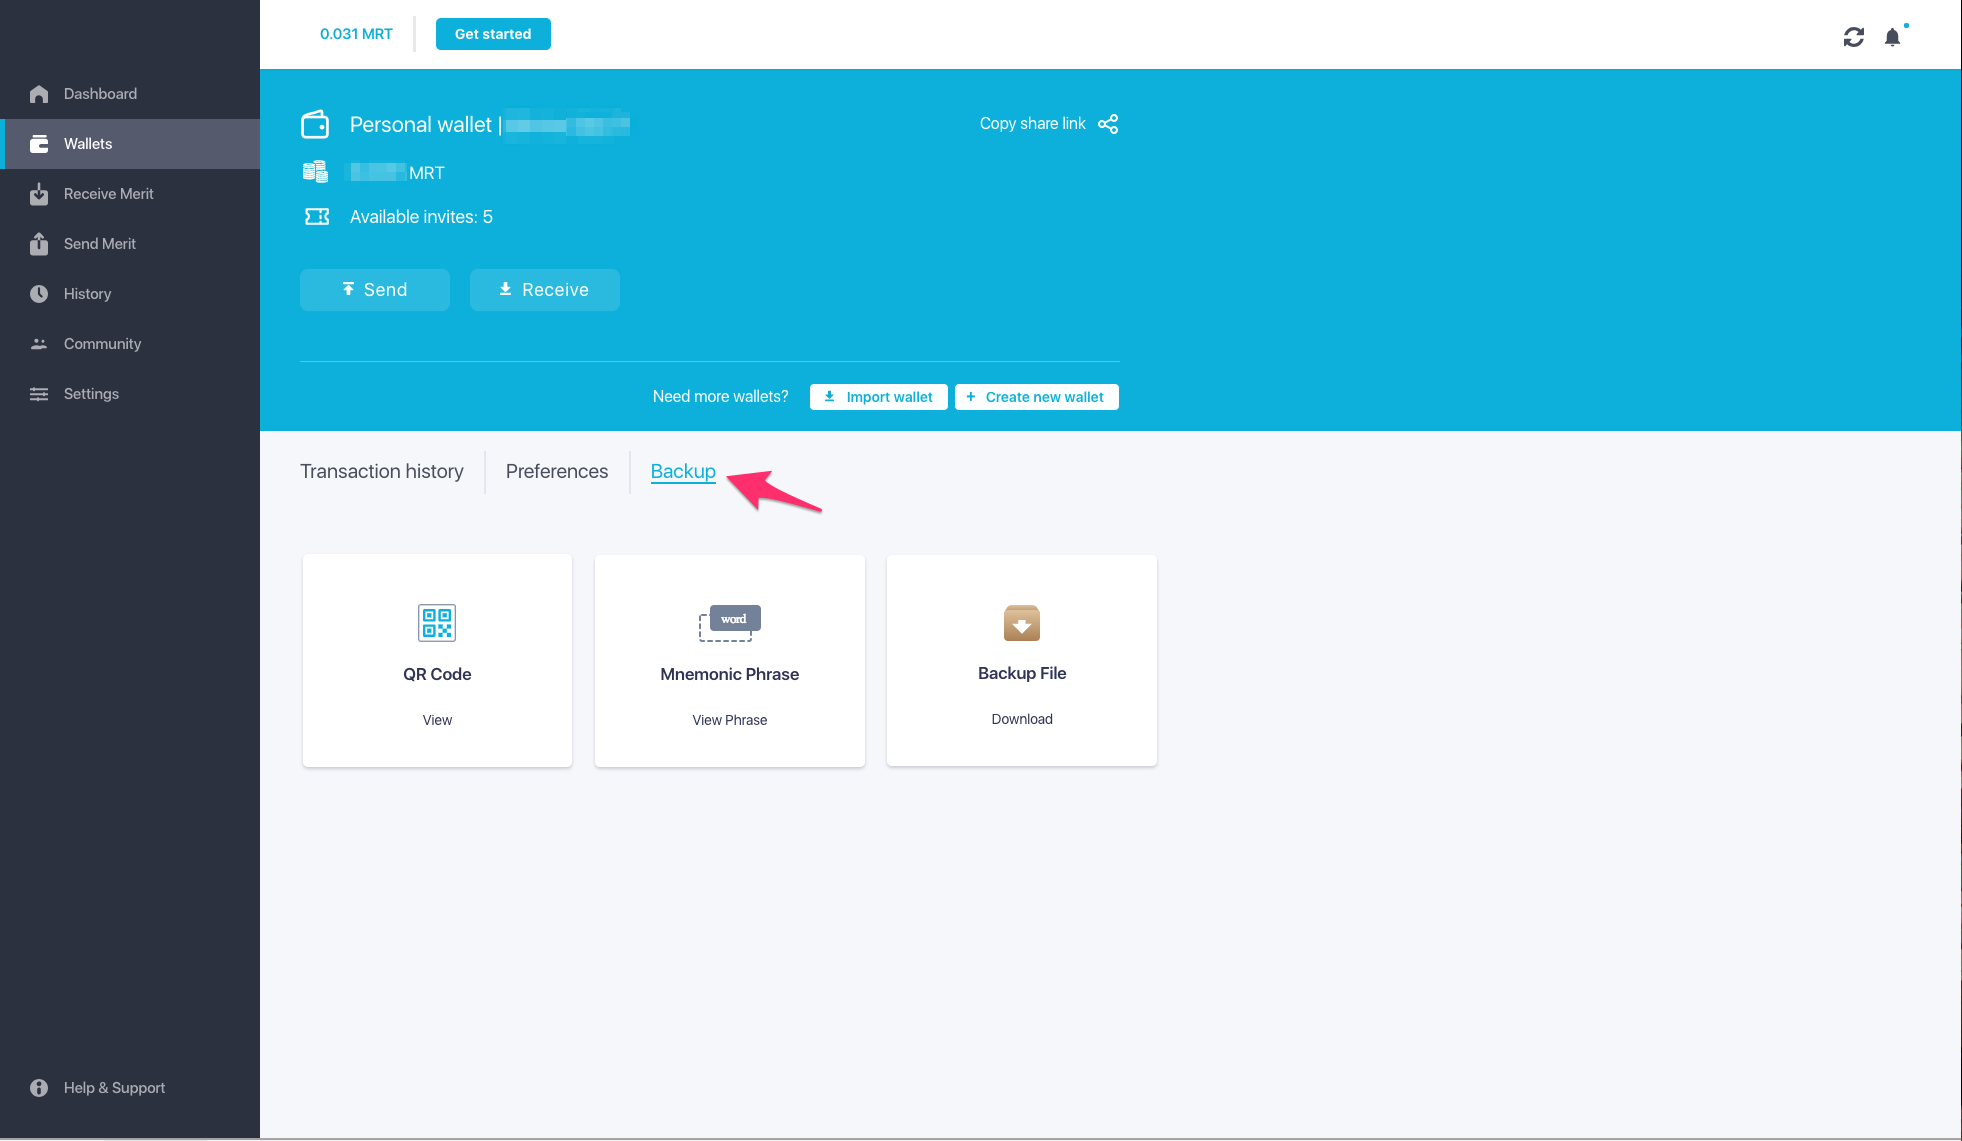 0.031 MRT
Get started
Dashboard
Wallets
Receive Merit
Send Merit
History
Community
Settings
Help & Support
Personal wallet |
Copy share link
MRT
Available invites: 5
Send
Receive
Need more wallets?
Import wallet
+ Create new wallet
Transaction history
Preferences
Backup
word
QR Code
View
Mnemonic Phrase
View Phrase
Backup File
Download